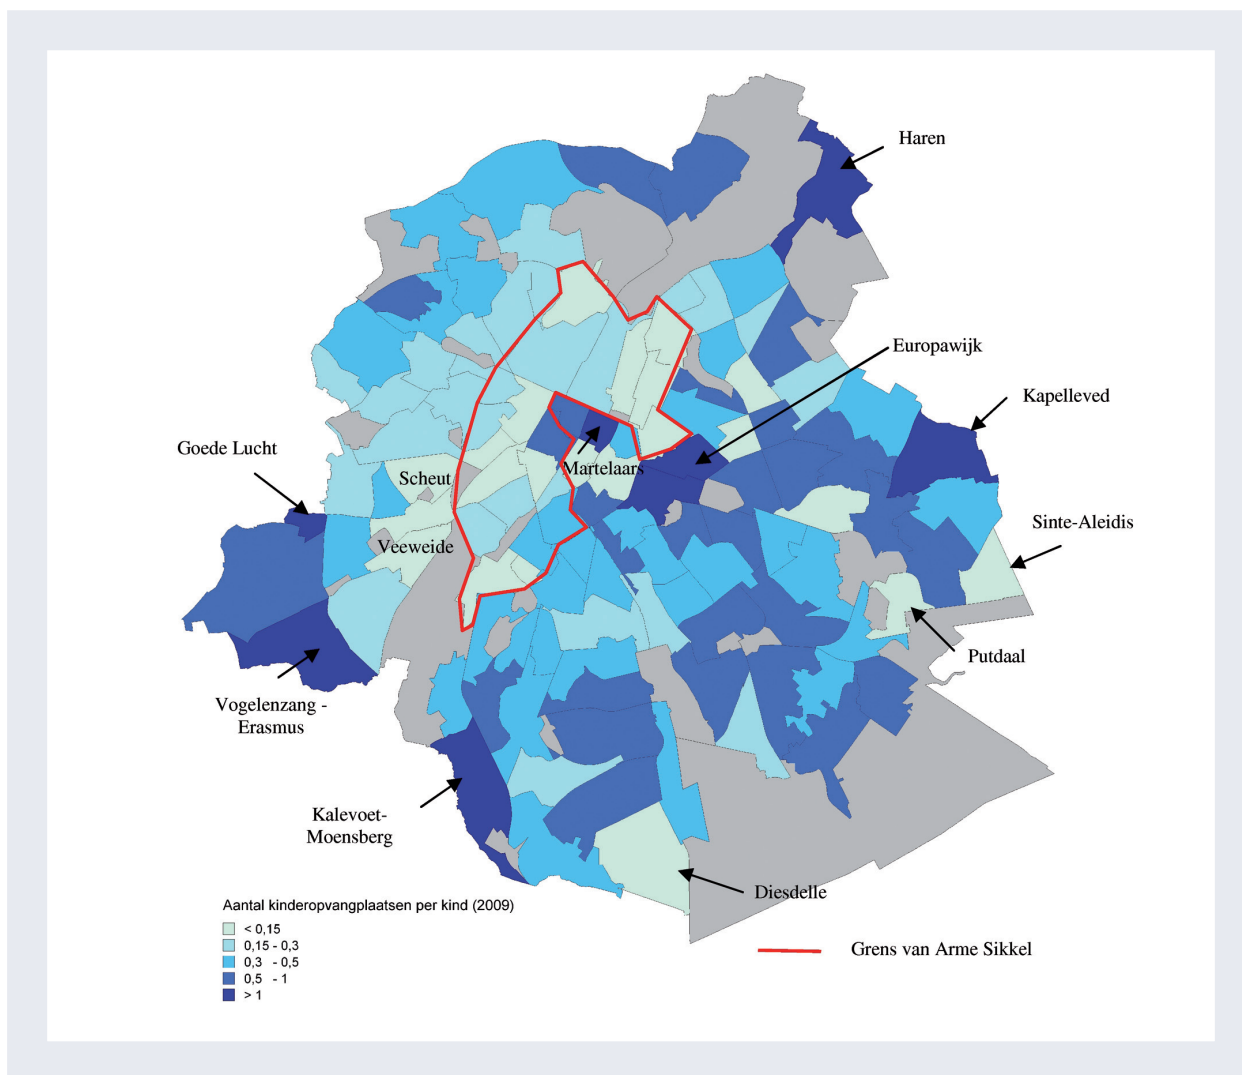 Haren
Europawijk
Kapelleved
Goede Lucht
Scheut
Martelaars
Sinte-Aleidis
Veeweide
Putdaal
Vogelenzang -
Erasmus
Kalevoet-
Moensberg
Diesdelle
Aantal kinderopvangplaatsen per kind (2009)
< 0,15
0,15 - 0,3
0,3 - 0,5
0,5 - 1
> 1
Grens van Arme Sikkel